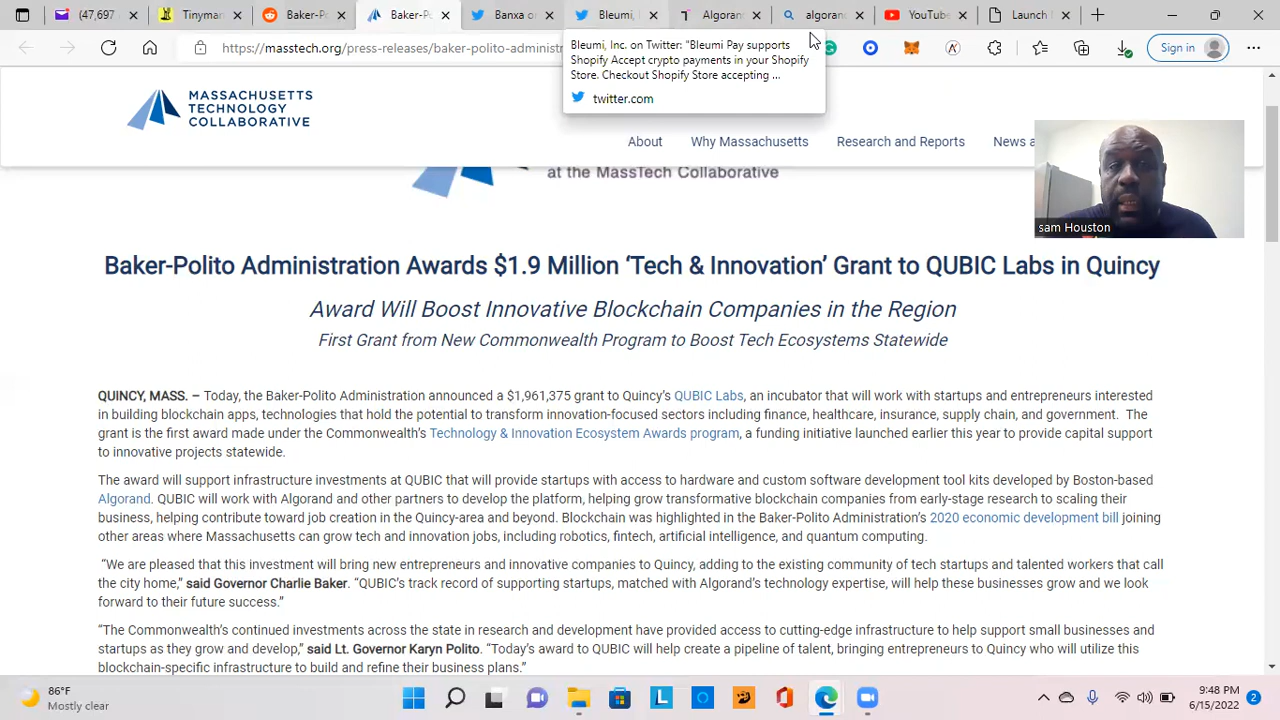 (47,697
Tinyman
Baker-Po
Baker-Po
Banxa on
Bleumi, I
Algoran
algoranc
YouTube
Launch l
https://masstech.org/press-releases/baker-polito-administ
Sign in
Bleumi, Inc. on Twitter: "Bleumi Pay supports
Shopify Accept crypto payments in your Shopify
Store. Checkout Shopify Store accepting ...
twitter.com
MASSACHUSETTS
TECHNOLOGY
COLLABORATIVE
About
Why Massachusetts
Research and Reports
News a
at the MassTech Collaborative
sam Houston
Baker-Polito Administration Awards $1.9 Million ‘Tech & Innovation’ Grant to QUBIC Labs in Quincy
Award Will Boost Innovative Blockchain Companies in the Region
First Grant from New Commonwealth Program to Boost Tech Ecosystems Statewide
QUINCY, MASS. – Today, the Baker-Polito Administration announced a $1,961,375 grant to Quincy’s QUBIC Labs, an incubator that will work with startups and entrepreneurs interested
in building blockchain apps, technologies that hold the potential to transform innovation-focused sectors including finance, healthcare, insurance, supply chain, and government. The
grant is the first award made under the Commonwealth’s Technology & Innovation Ecosystem Awards program, a funding initiative launched earlier this year to provide capital support
to innovative projects statewide.
The award will support infrastructure investments at QUBIC that will provide startups with access to hardware and custom software development tool kits developed by Boston-based
Algorand. QUBIC will work with Algorand and other partners to develop the platform, helping grow transformative blockchain companies from early-stage research to scaling their
business, helping contribute toward job creation in the Quincy-area and beyond. Blockchain was highlighted in the Baker-Polito Administration’s 2020 economic development bill joining
other areas where Massachusetts can grow tech and innovation jobs, including robotics, fintech, artificial intelligence, and quantum computing.
“We are pleased that this investment will bring new entrepreneurs and innovative companies to Quincy, adding to the existing community of tech startups and talented workers that call
the city home,” said Governor Charlie Baker. “QUBIC’s track record of supporting startups, matched with Algorand’s technology expertise, will help these businesses grow and we look
forward to their future success.”
“The Commonwealth’s continued investments across the state in research and development have provided access to cutting-edge infrastructure to help support small businesses and
startups as they grow and develop,” said Lt. Governor Karyn Polito. “Today’s award to QUBIC will help create a pipeline of talent, bringing entrepreneurs to Quincy who will utilize this
blockchain-specific infrastructure to build and refine their business plans.”
86°F
Mostly clear
9:48 PM
6/15/2022
2